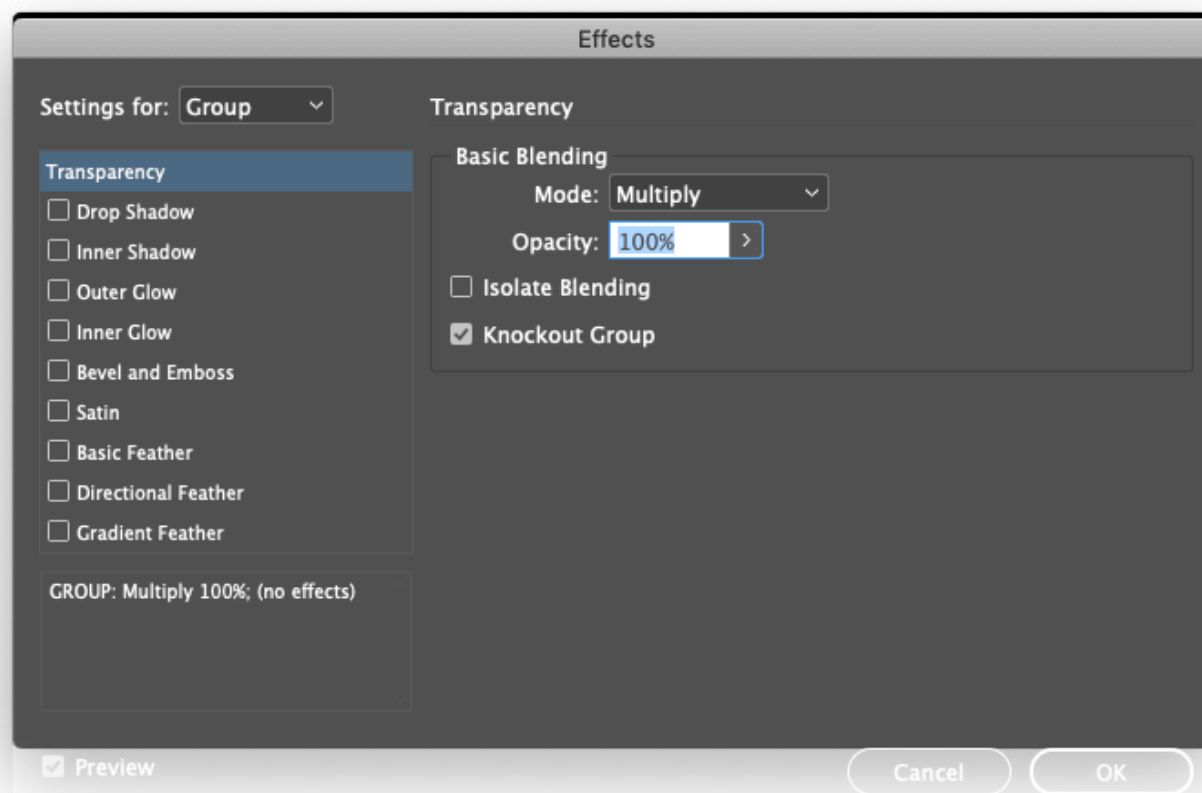 Effects
Settings for: Group
Transparency
Drop Shadow
Inner Shadow
Outer Glow
Inner Glow
Bevel and Emboss
Satin
Basic Feather
Directional Feather
Gradient Feather
GROUP: Multiply 100%; (no effects)
Transparency
Basic Blending
Mode: Multiply
Opacity: 100%
Isolate Blending
Knockout Group
Preview
Cancel
OK